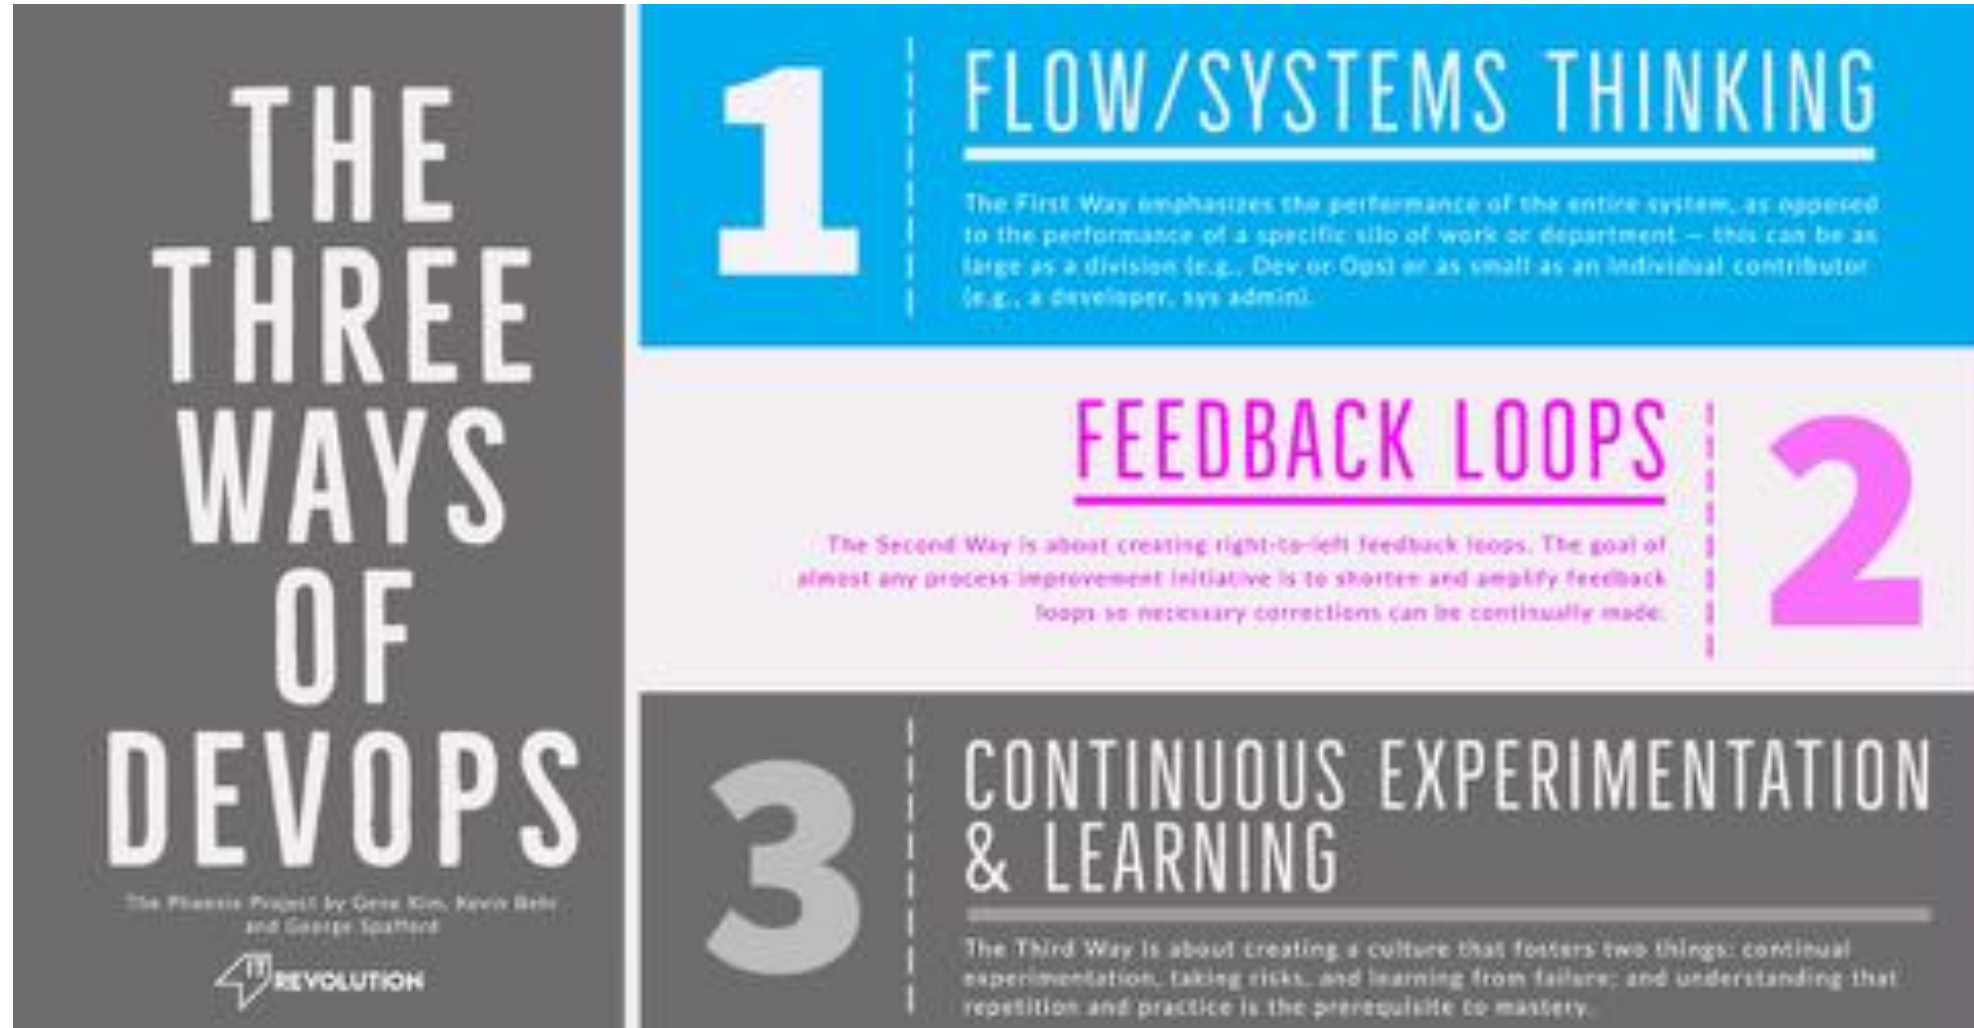 THE
THREE
WAYS
OF
DEVOPS
The Phoenix Project by Gene Kim, Kevin Behr
and George Spafford
IT REVOLUTION
1
FLOW/SYSTEMS THINKING
The First Way emphasizes the performance of the entire system, as opposed
to the performance of a specific silo of work or department — this can be as
large as a division (e.g., Dev or Ops) or as small as an individual contributor
(e.g., a developer, sys admin).
FEEDBACK LOOPS
The Second Way is about creating right-to-left feedback loops. The goal of
almost any process improvement initiative is to shorten and amplify feedback
loops so necessary corrections can be continually made.
2
3
CONTINUOUS EXPERIMENTATION
& LEARNING
The Third Way is about creating a culture that fosters two things: continual
experimentation, taking risks, and learning from failure; and understanding that
repetition and practice is the prerequisite to mastery.